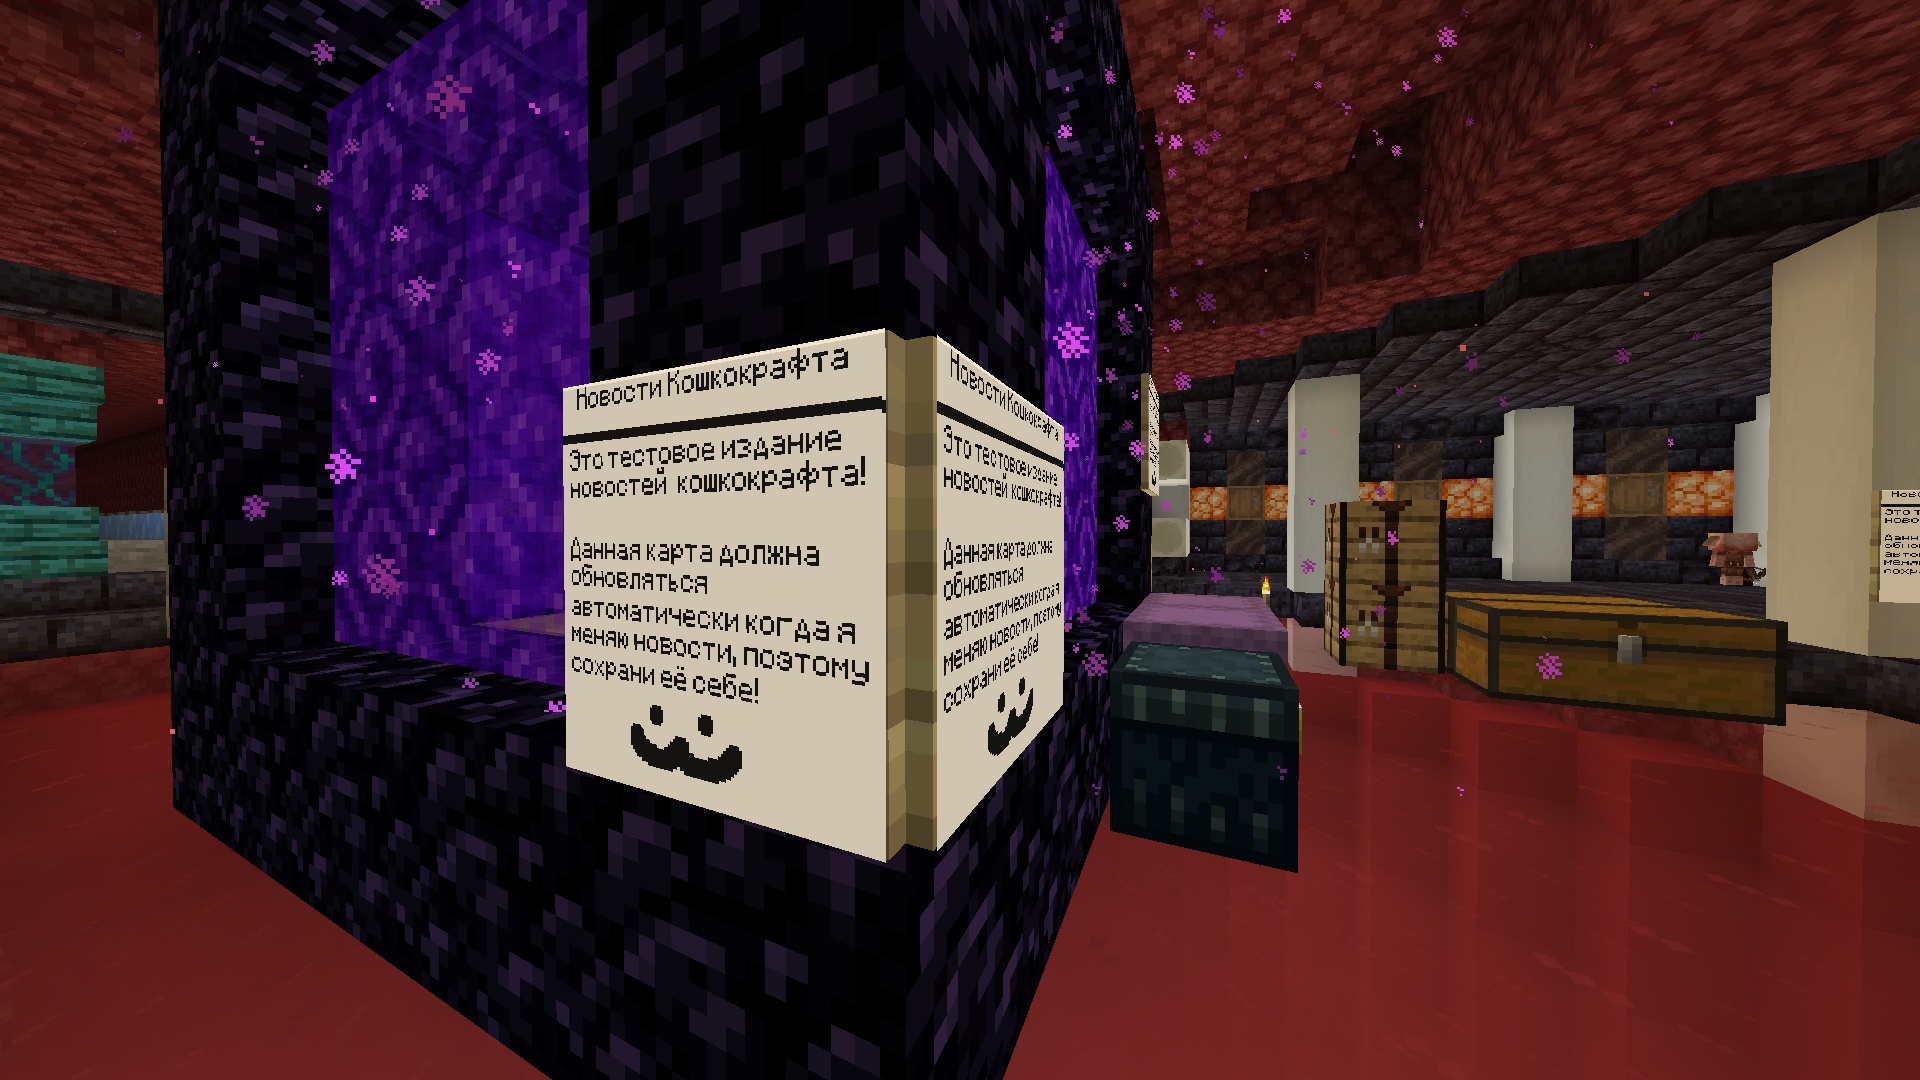 Новости Кошкокрафта
Это тестовое издание
новостей кошкокрафта!
Данная карта должна
обновляться
автоматически когда я
меняю новости, поэтому
сохрани её себе!
Новости Кошкокрафта
Это тестовое издание
новостей кошкокрафта!
Данная карта должна
обновляться
автоматически когда я
меняю новости, поэтому
сохрани её себе!